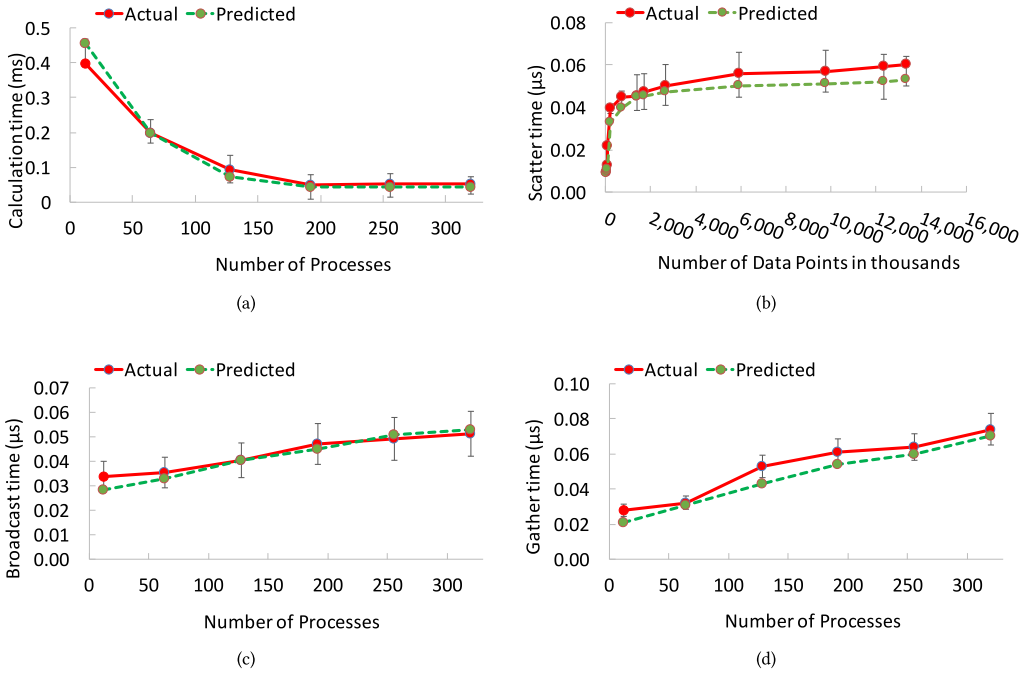 Actual Predicted
0.5
0.4
0.3
0.2
0.1
0
Calculation time (ms)
0 50 100 150 200 250 300
Number of Processes
(a)
Actual Predicted
0.08
0.06
0.04
0.02
0.00
Scatter time (μs)
0 2,000 4,000 6,000 8,000 10,000 12,000 14,000 16,000
Number of Data Points in thousands
(b)
Actual Predicted
0.07
0.06
0.05
0.04
0.03
0.02
0.01
0.00
Broadcast time (μs)
0 50 100 150 200 250 300
Number of Processes
(c)
Actual Predicted
0.10
0.08
0.06
0.04
0.02
0.00
Gather time (μs)
0 50 100 150 200 250 300
Number of Processes
(d)